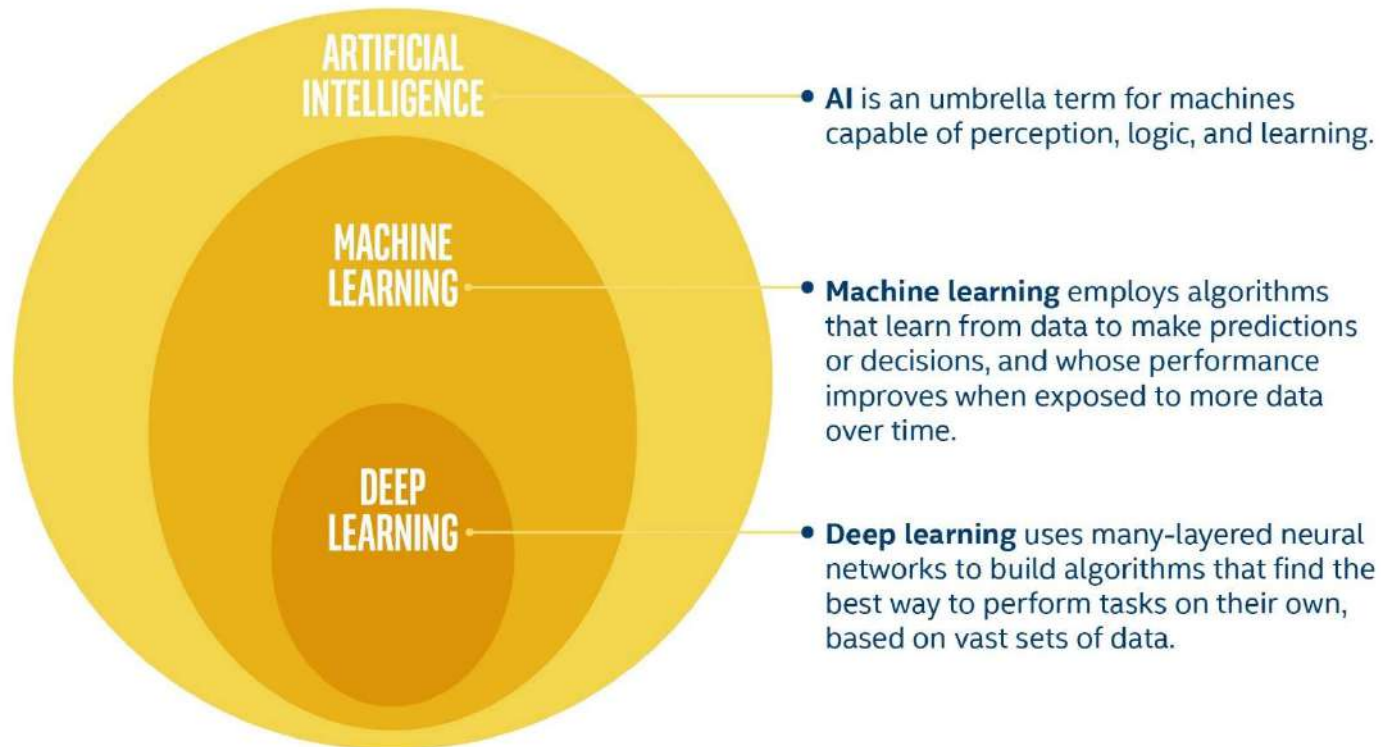 ARTIFICIAL
INTELLIGENCE
AI is an umbrella term for machines
capable of perception, logic, and learning.
MACHINE
LEARNING
Machine learning employs algorithms
that learn from data to make predictions
or decisions, and whose performance
improves when exposed to more data
over time.
DEEP
LEARNING
Deep learning uses many-layered neural
networks to build algorithms that find the
best way to perform tasks on their own,
based on vast sets of data.